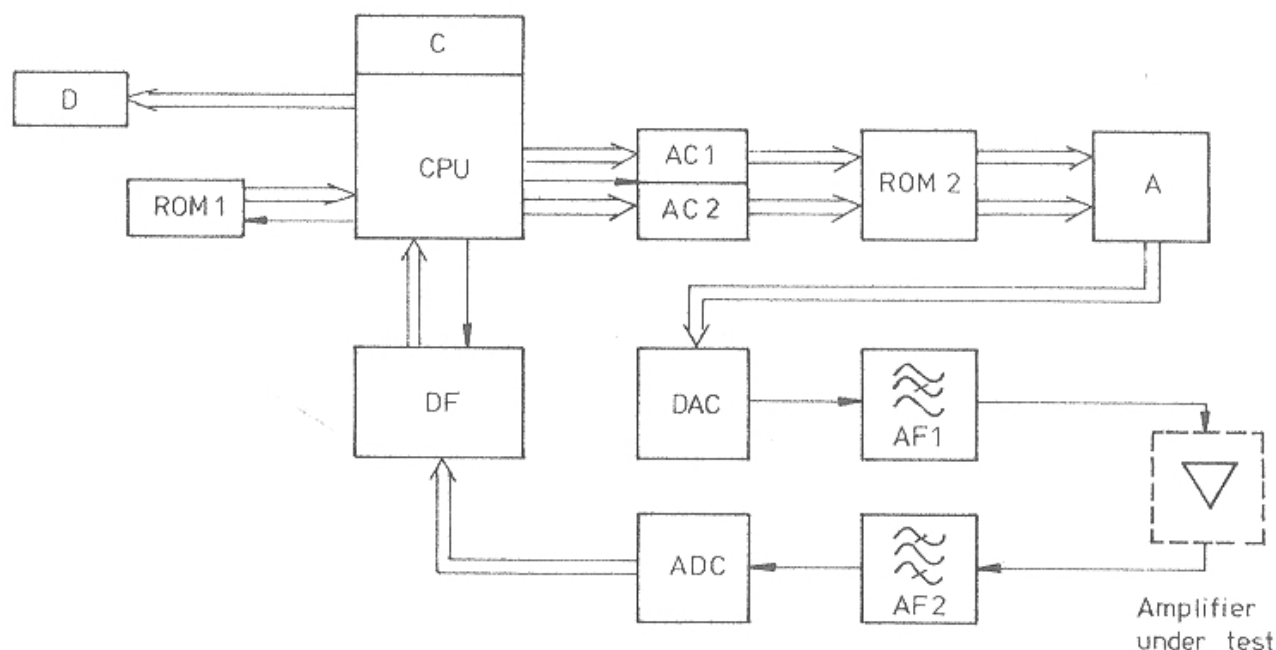 C
D
CPU
AC 1
AC 2
ROM 2
A
ROM 1
DF
DAC
AF1
ADC
AF2
Amplifier
under test